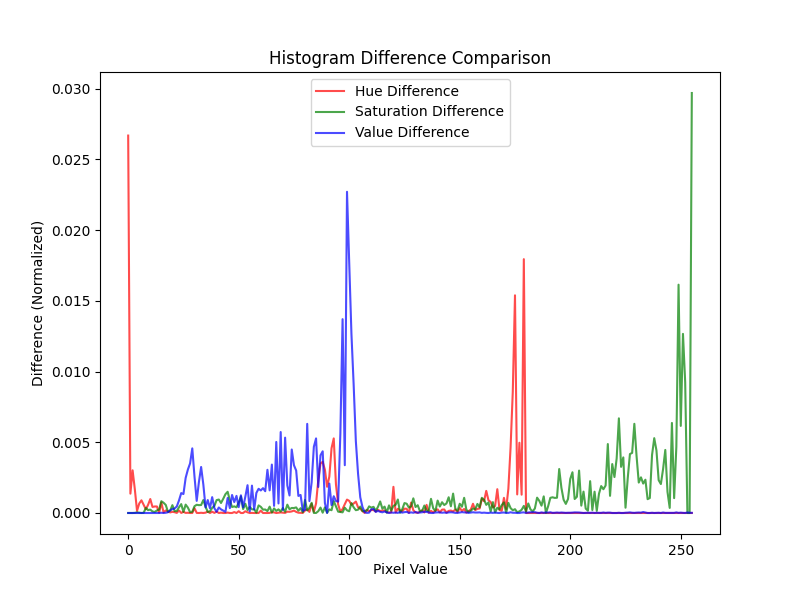 Histogram Difference Comparison
Hue Difference
Saturation Difference
Value Difference
Difference (Normalized)
0.030
0.025
0.020
0.015
0.010
0.005
0.000
0 50 100 150 200 250
Pixel Value